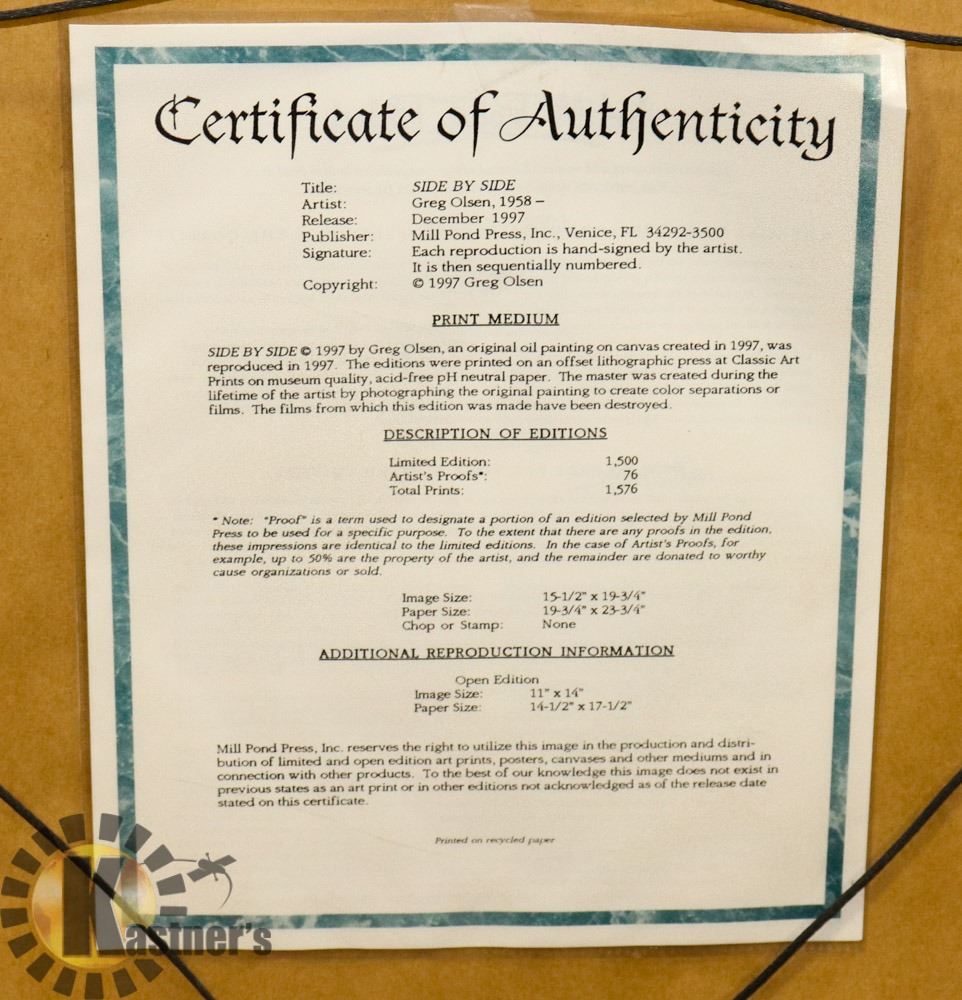 Certificate of Authenticity
Title: SIDE BY SIDE
Artist: Greg Olsen, 1958 –
Release: December 1997
Publisher: Mill Pond Press, Inc., Venice, FL 34292-3500
Signature: Each reproduction is hand-signed by the artist.
It is then sequentially numbered.
Copyright: © 1997 Greg Olsen
PRINT MEDIUM
SIDE BY SIDE © 1997 by Greg Olsen, an original oil painting on canvas created in 1997, was
reproduced in 1997. The editions were printed on an offset lithographic press at Classic Art
Prints on museum quality, acid-free pH neutral paper. The master was created during the
lifetime of the artist by photographing the original painting to create color separations or
films. The films from which this edition was made have been destroyed.
DESCRIPTION OF EDITIONS
Limited Edition: 1,500
Artist's Proofs*: 76
Total Prints: 1,576
* Note: "Proof" is a term used to designate a portion of an edition selected by Mill Pond
Press to be used for a specific purpose. To the extent that there are any proofs in the edition,
these impressions are identical to the limited editions. In the case of Artist's Proofs, for
example, up to 50% are the property of the artist, and the remainder are donated to worthy
cause organizations or sold.
Image Size: 15-1/2" x 19-3/4"
Paper Size: 19-3/4" x 23-3/4"
Chop or Stamp: None
ADDITIONAL REPRODUCTION INFORMATION
Open Edition
Image Size: 11" x 14"
Paper Size: 14-1/2" x 17-1/2"
Mill Pond Press, Inc. reserves the right to utilize this image in the production and distri-
bution of limited and open edition art prints, posters, canvases and other mediums and in
connection with other products. To the best of our knowledge this image does not exist in
previous states as an art print or in other editions not acknowledged as of the release date
stated on this certificate.
Printed on recycled paper
Kastner's